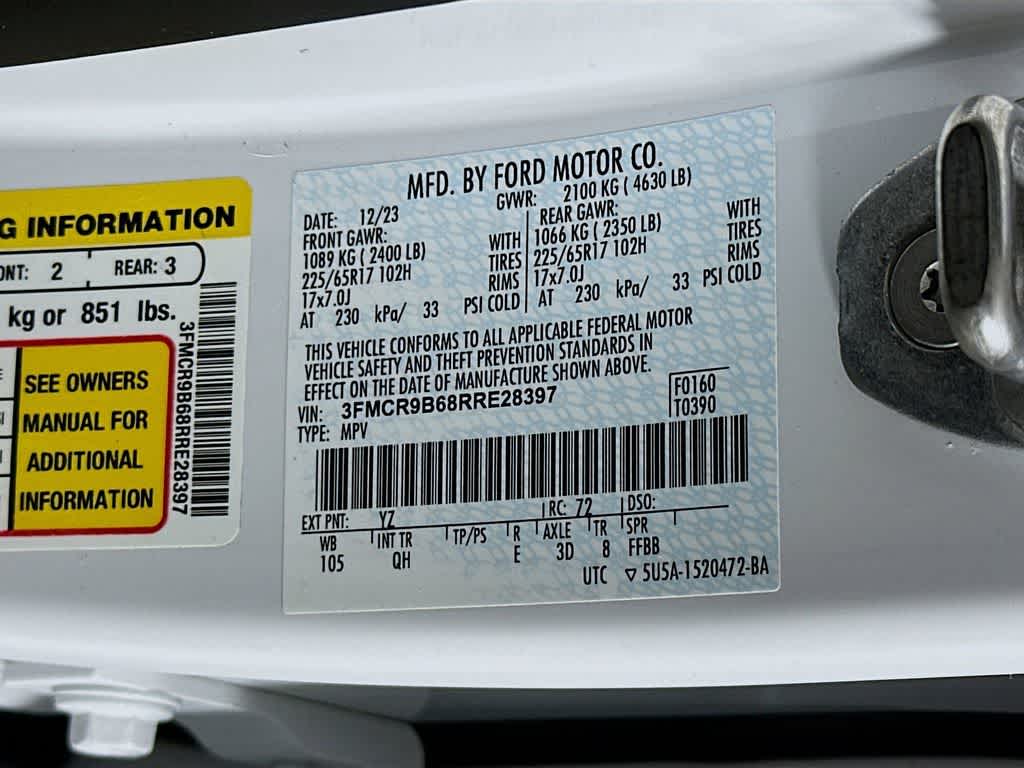 G INFORMATION
ONT: 2 REAR: 3
kg or 851 lbs.
SEE OWNERS
MANUAL FOR
ADDITIONAL
INFORMATION
3FMCR9B68RRE28397
MFD. BY FORD MOTOR CO.
DATE: 12/23 GVWR: 2100 KG ( 4630 LB)
FRONT GAWR: REAR GAWR:
1089 KG ( 2400 LB) WITH 1066 KG ( 2350 LB) WITH
225/65R17 102H TIRES 225/65R17 102H TIRES
17x7.0J RIMS 17x7.0J RIMS
AT 230 kPa/ 33 PSI COLD AT 230 kPa/ 33 PSI COLD
THIS VEHICLE CONFORMS TO ALL APPLICABLE FEDERAL MOTOR
VEHICLE SAFETY AND THEFT PREVENTION STANDARDS IN
EFFECT ON THE DATE OF MANUFACTURE SHOWN ABOVE.
VIN: 3FMCR9B68RRE28397 F0160
TYPE: MPV T0390
EXT PNT: YZ RC: 72 DSO:
WB INT TR TP/PS R AXLE TR SPR
105 QH E 3D 8 FFBB
UTC ▽ 5U5A-1520472-BA